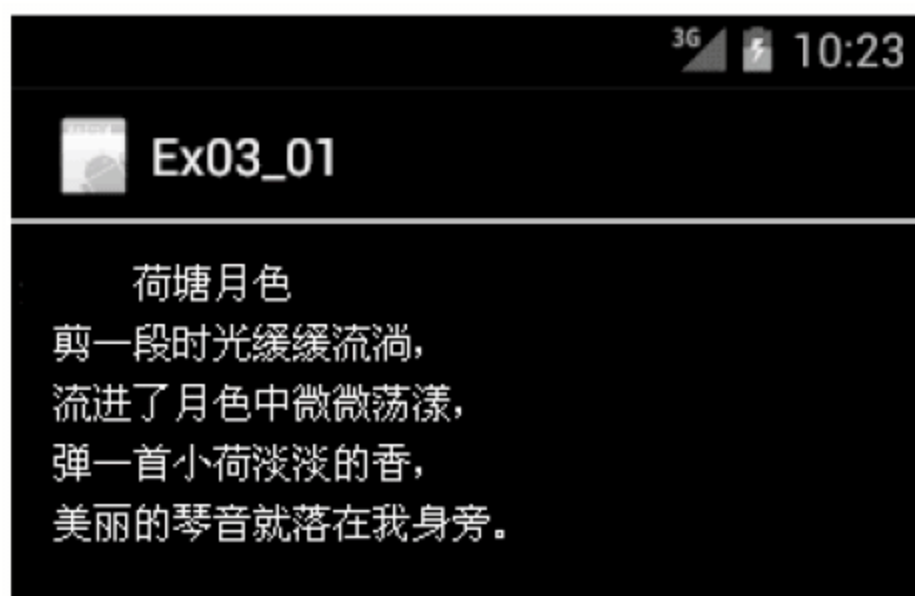 3G 10:23
Ex03_01
荷塘月色
剪一段时光缓缓流淌，
流进了月色中微微荡漾，
弹一首小荷淡淡的香，
美丽的琴音就落在我身旁。